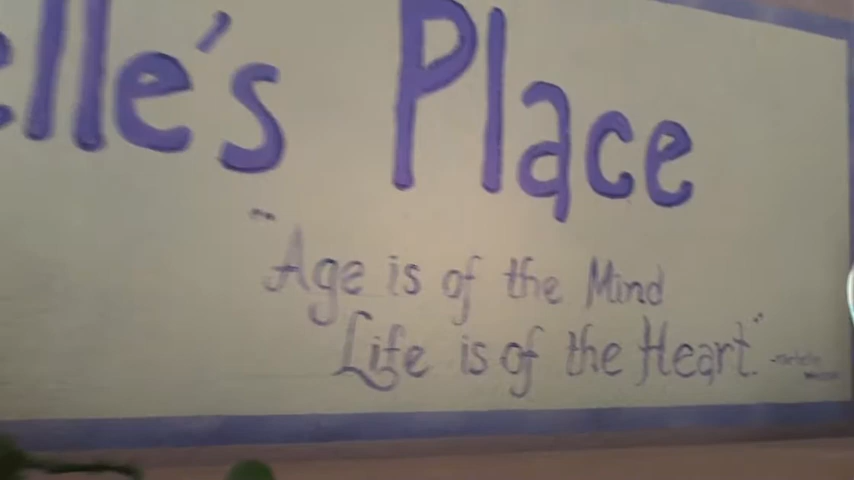 elle's Place
"Age is of the Mind
Life is of the Heart."